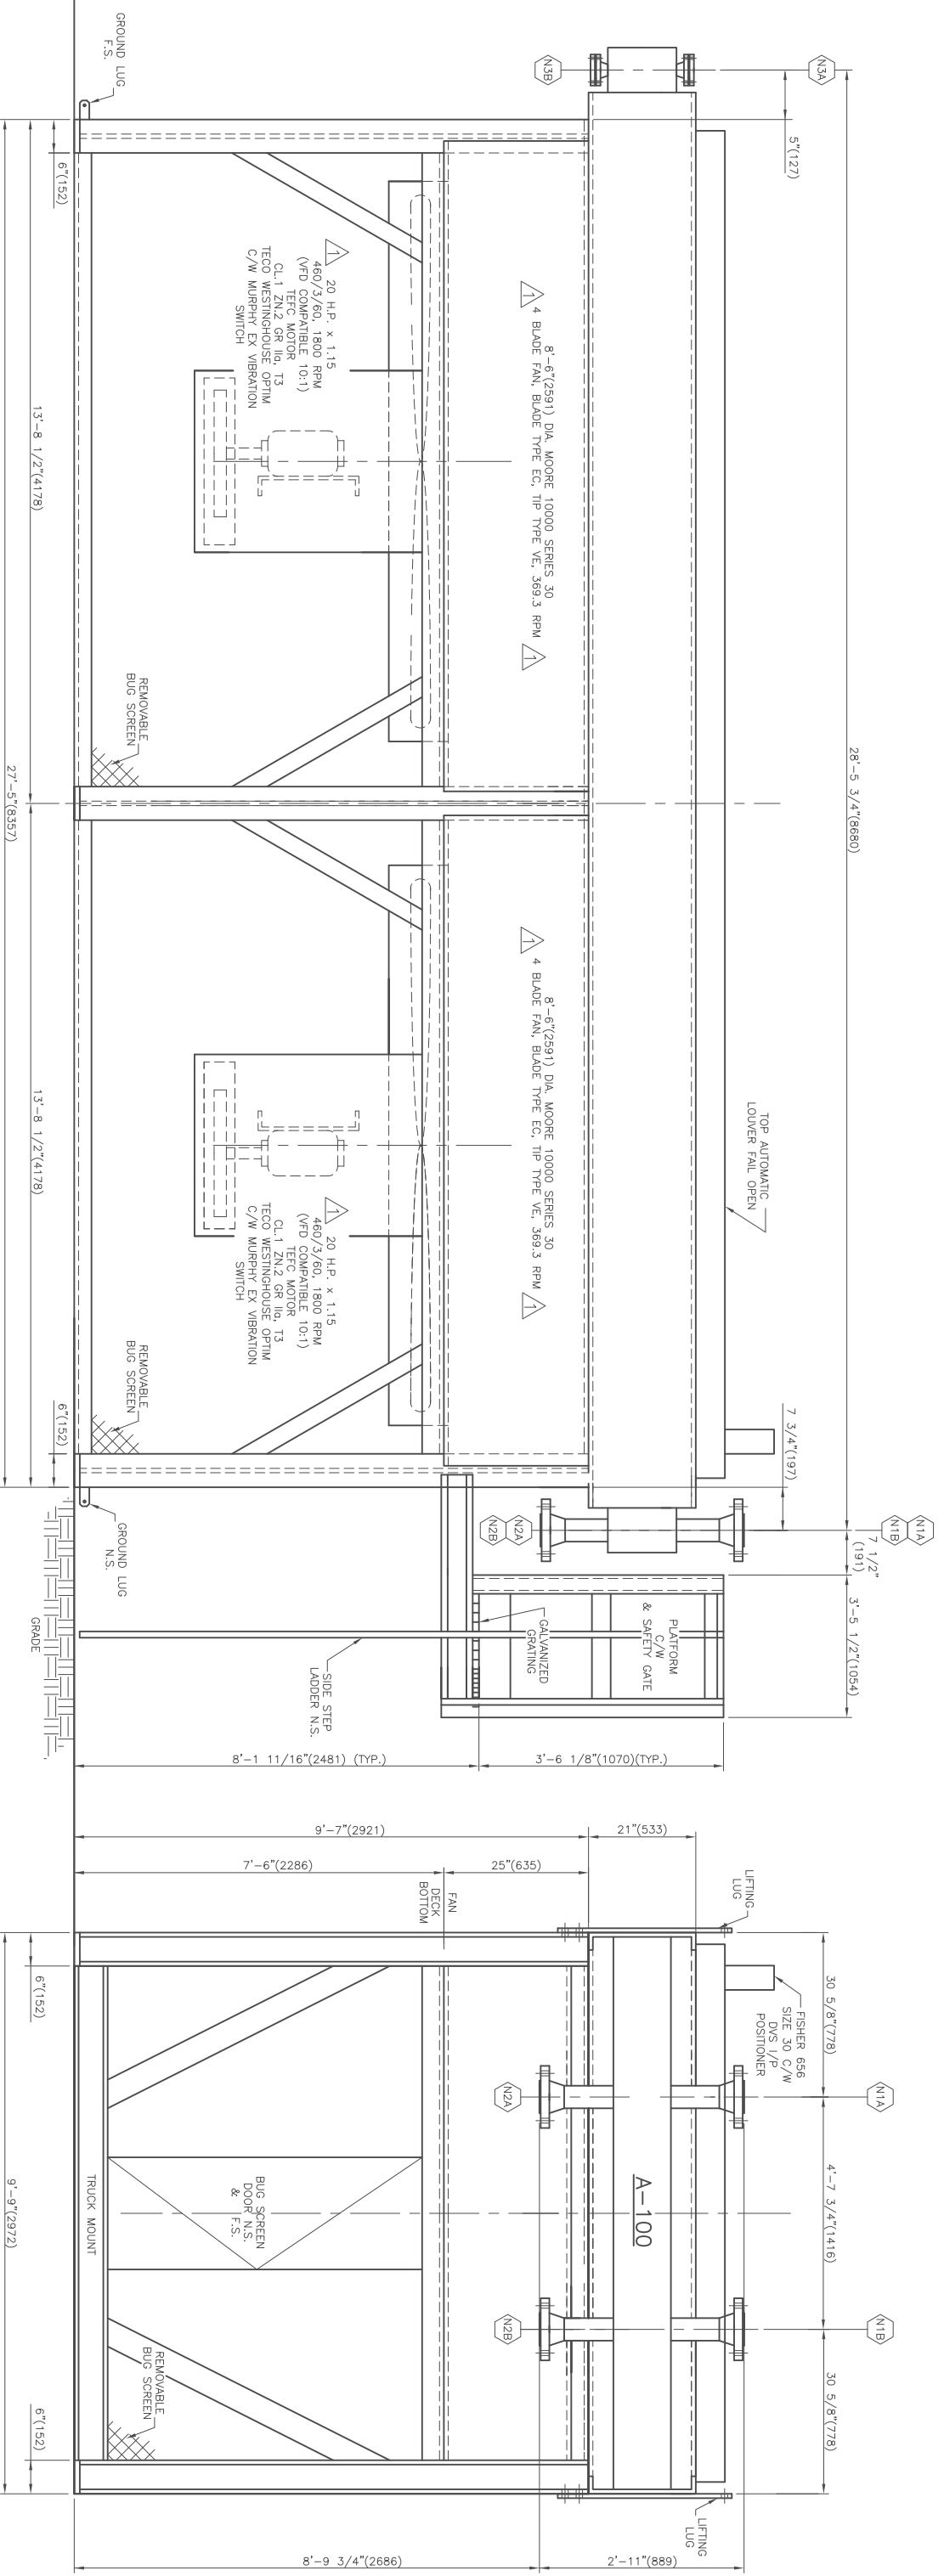 N3A
N3B
5"(127)
28'-5 3/4"(8680)
TOP AUTOMATIC
LOUVER FAIL OPEN
7 3/4"(197)
N1A
N1B
7 1/2"
(191)
3'-5 1/2"(1054)
N2A
N2B
8'-6"(2591) DIA. MOORE 10000 SERIES 30
1
4 BLADE FAN, BLADE TYPE EC, TIP TYPE VE, 369.3 RPM
1
8'-6"(2591) DIA. MOORE 10000 SERIES 30
1
4 BLADE FAN, BLADE TYPE EC, TIP TYPE VE, 369.3 RPM
1
1
20 H.P. x 1.15
460/3/60, 1800 RPM
(VFD COMPATIBLE 10:1)
TEFC MOTOR
CL.1 ZN.2 GR IIa, T3
TECO WESTINGHOUSE OPTIM
C/W MURPHY EX VIBRATION
SWITCH
1
20 H.P. x 1.15
460/3/60, 1800 RPM
(VFD COMPATIBLE 10:1)
TEFC MOTOR
CL.1 ZN.2 GR IIa, T3
TECO WESTINGHOUSE OPTIM
C/W MURPHY EX VIBRATION
SWITCH
PLATFORM
C/W
& SAFETY GATE
GALVANIZED
GRATING
SIDE STEP
LADDER N.S.
REMOVABLE
BUG SCREEN
REMOVABLE
BUG SCREEN
GROUND LUG
F.S.
GROUND LUG
N.S.
GRADE
6"(152)
6"(152)
13'-8 1/2"(4178)
13'-8 1/2"(4178)
27'-5"(8357)
8'-1 11/16"(2481) (TYP.)
3'-6 1/8"(1070)(TYP.)
9'-7"(2921)
21"(533)
7'-6"(2286)
25"(635)
FAN
DECK
BOTTOM
LIFTING
LUG
30 5/8"(778)
FISHER 656
SIZE 30 C/W
DVS I/P
POSITIONER
N1A
4'-7 3/4"(1416)
N1B
30 5/8"(778)
LIFTING
LUG
A-100
N2A
N2B
BUG SCREEN
DOOR N.S.
& F.S.
REMOVABLE
BUG SCREEN
TRUCK MOUNT
6"(152)
6"(152)
9'-9"(2972)
8'-9 3/4"(2686)
2'-11"(889)